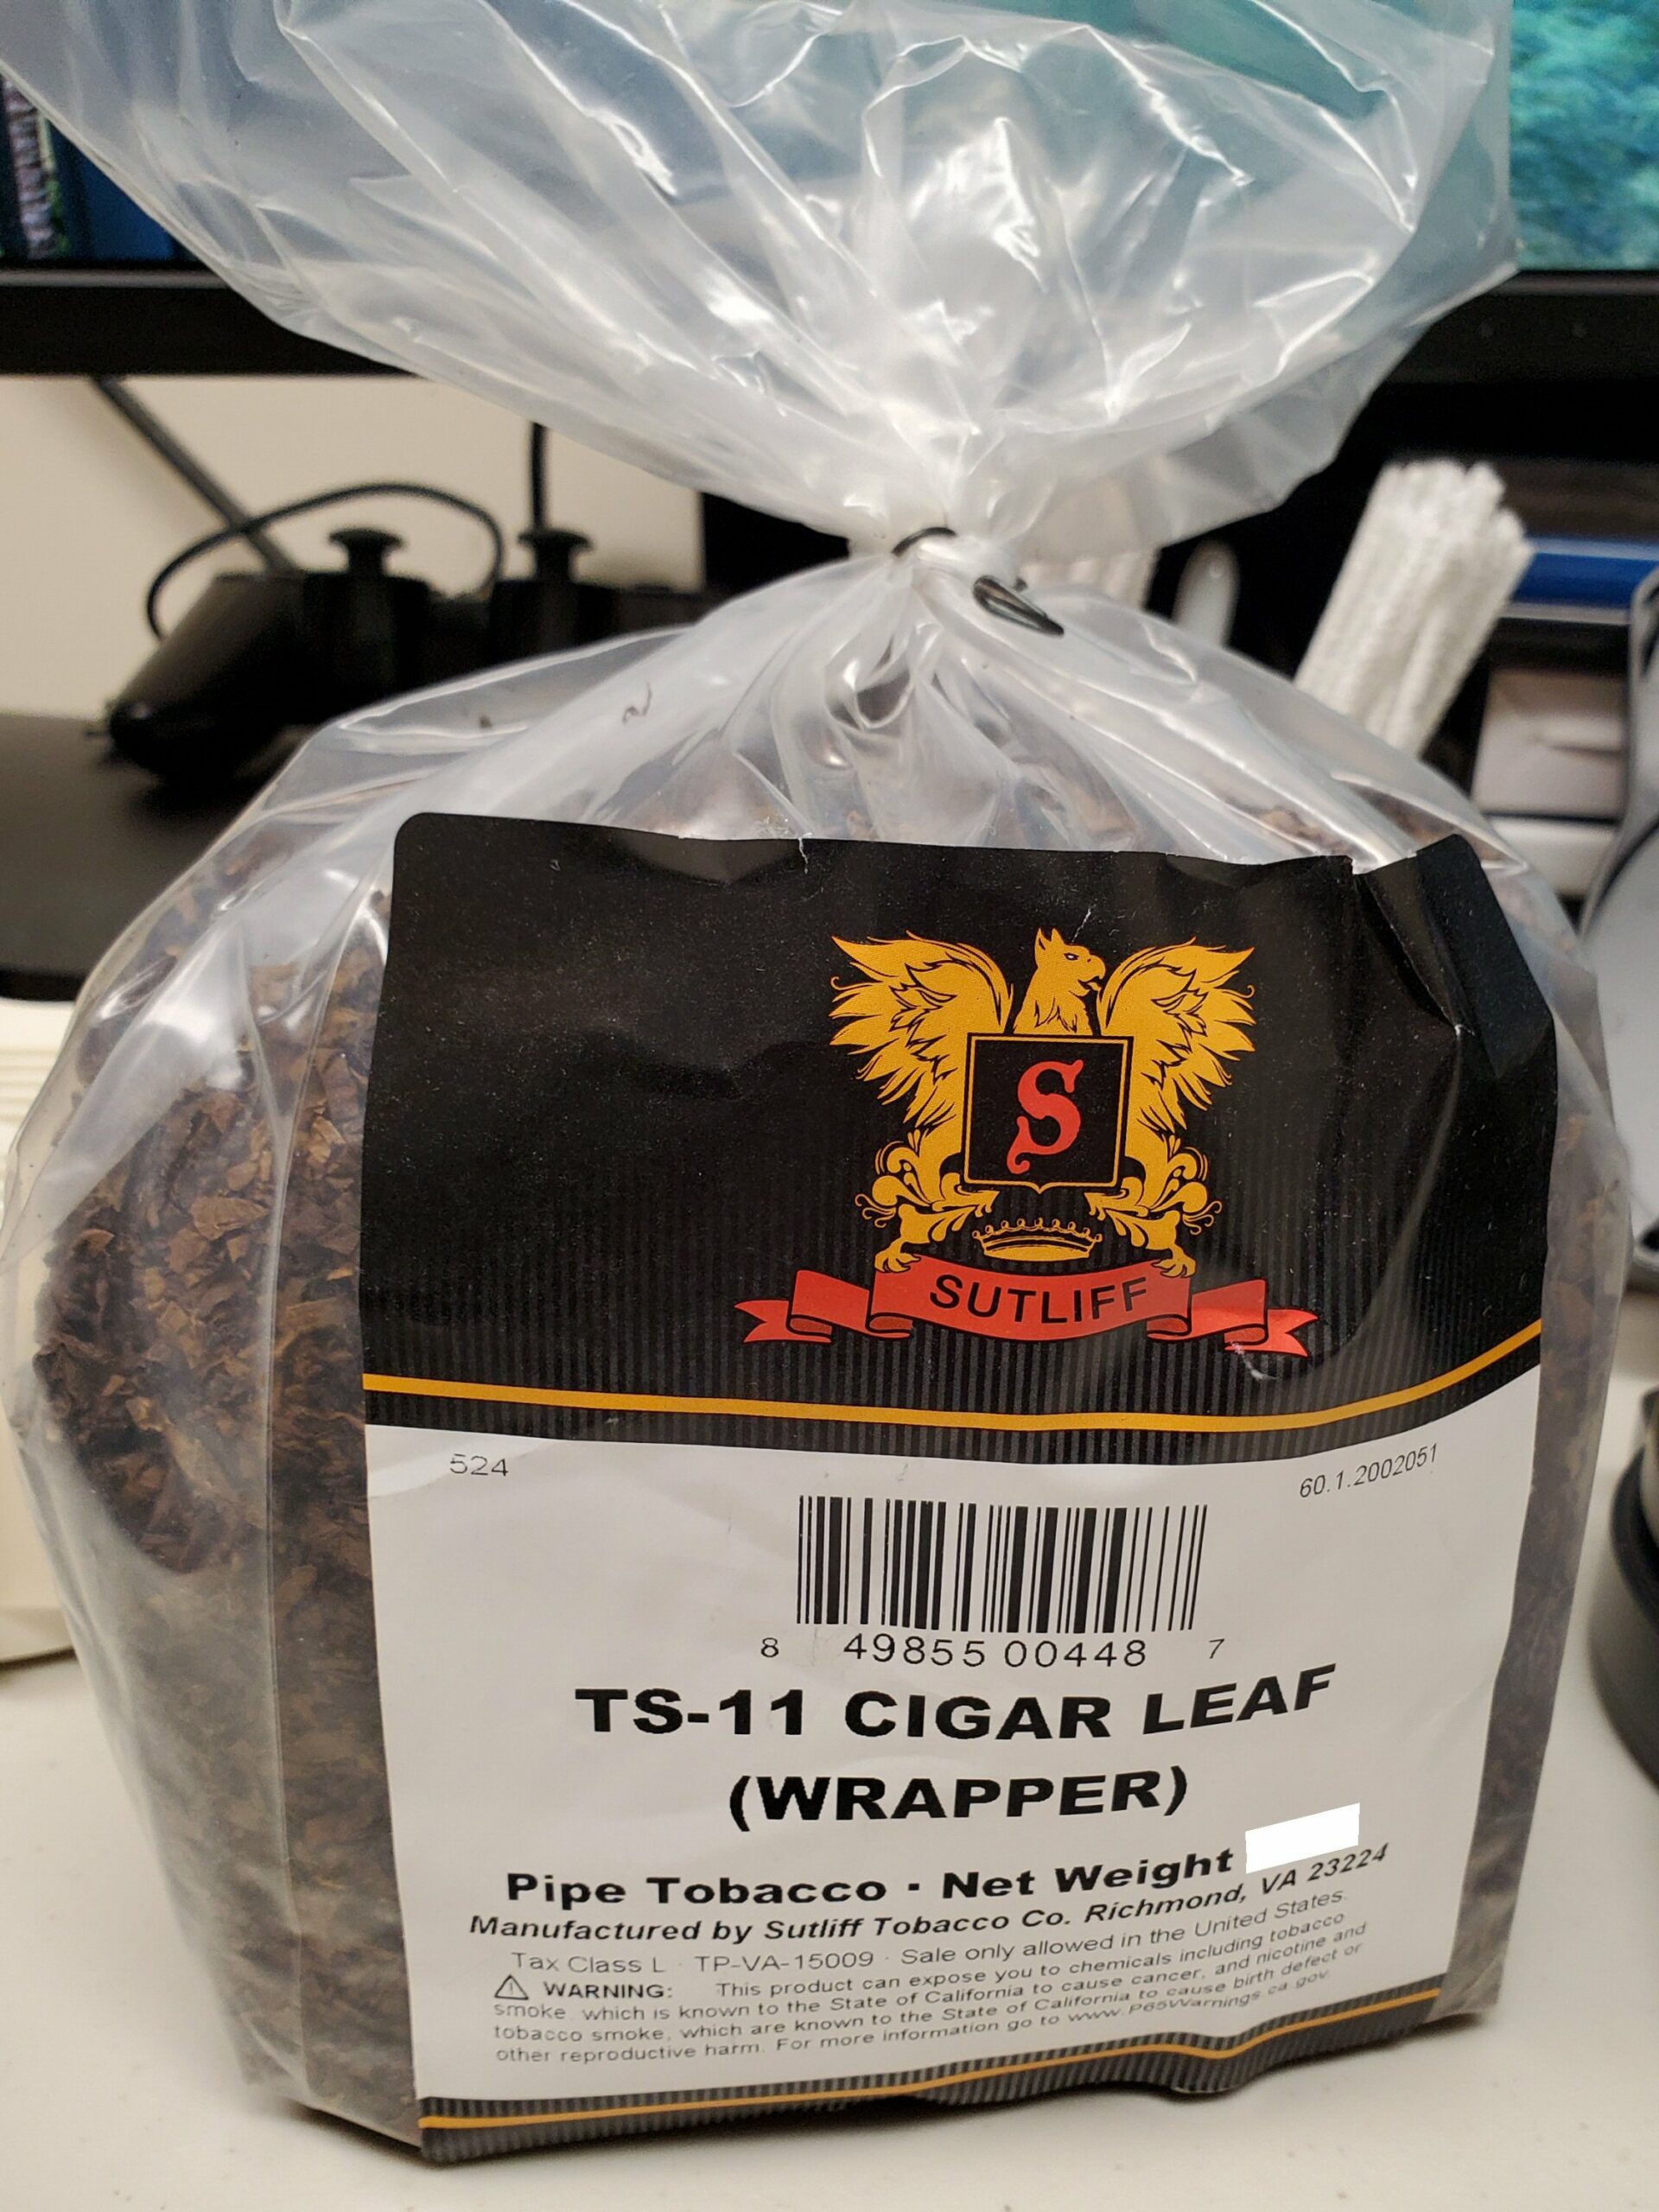 S
SUTLIFF
524
60.1.2002051
8 49855 00448 7
TS-11 CIGAR LEAF
(WRAPPER)
Pipe Tobacco · Net Weight
Manufactured by Sutliff Tobacco Co. Richmond, VA 23224
Tax Class L · TP-VA-15009 · Sale only allowed in the United States.
WARNING: This product can expose you to chemicals including tobacco
smoke which is known to the State of California to cause cancer, and nicotine and
tobacco smoke, which are known to the State of California to cause birth defect or
other reproductive harm. For more information go to www.P65Warnings.ca.gov.